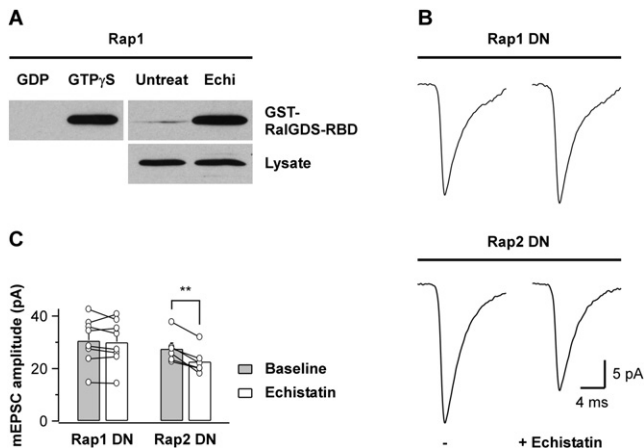 A
Rap1
GDP GTPγS Untreat Echi
GST-
RalGDS-RBD
Lysate
B
Rap1 DN
Rap2 DN
5 pA
4 ms
- + Echistatin
C
mEPSC amplitude (pA)
40
20
0
**
Rap1 DN Rap2 DN
Baseline
Echistatin